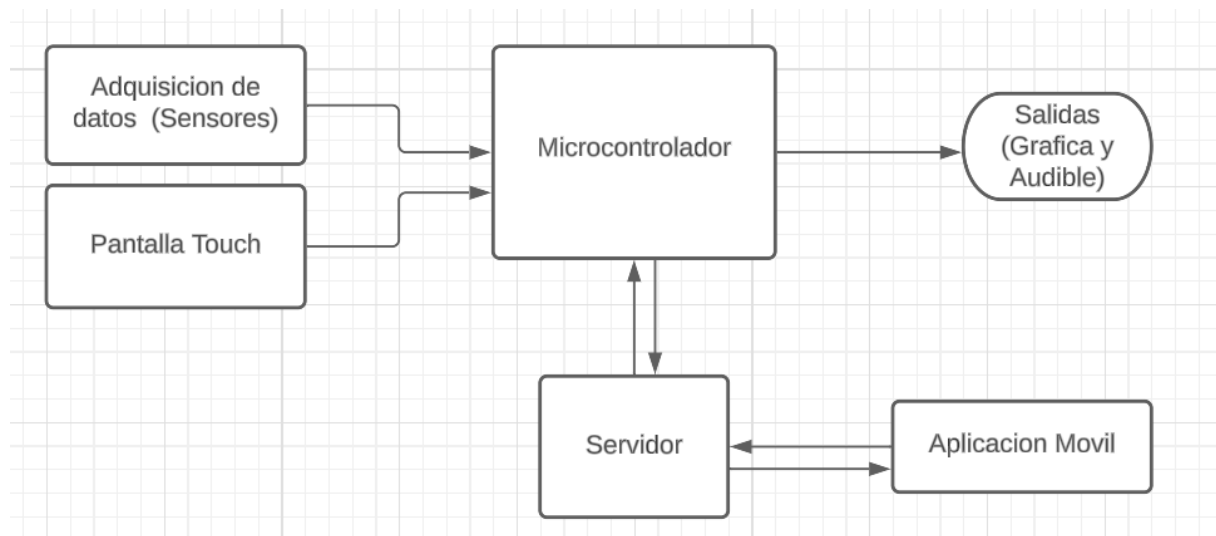 Adquisicion de
datos  (Sensores)
Pantalla Touch
Microcontrolador
Salidas
(Grafica y
Audible)
Servidor
Aplicacion Movil